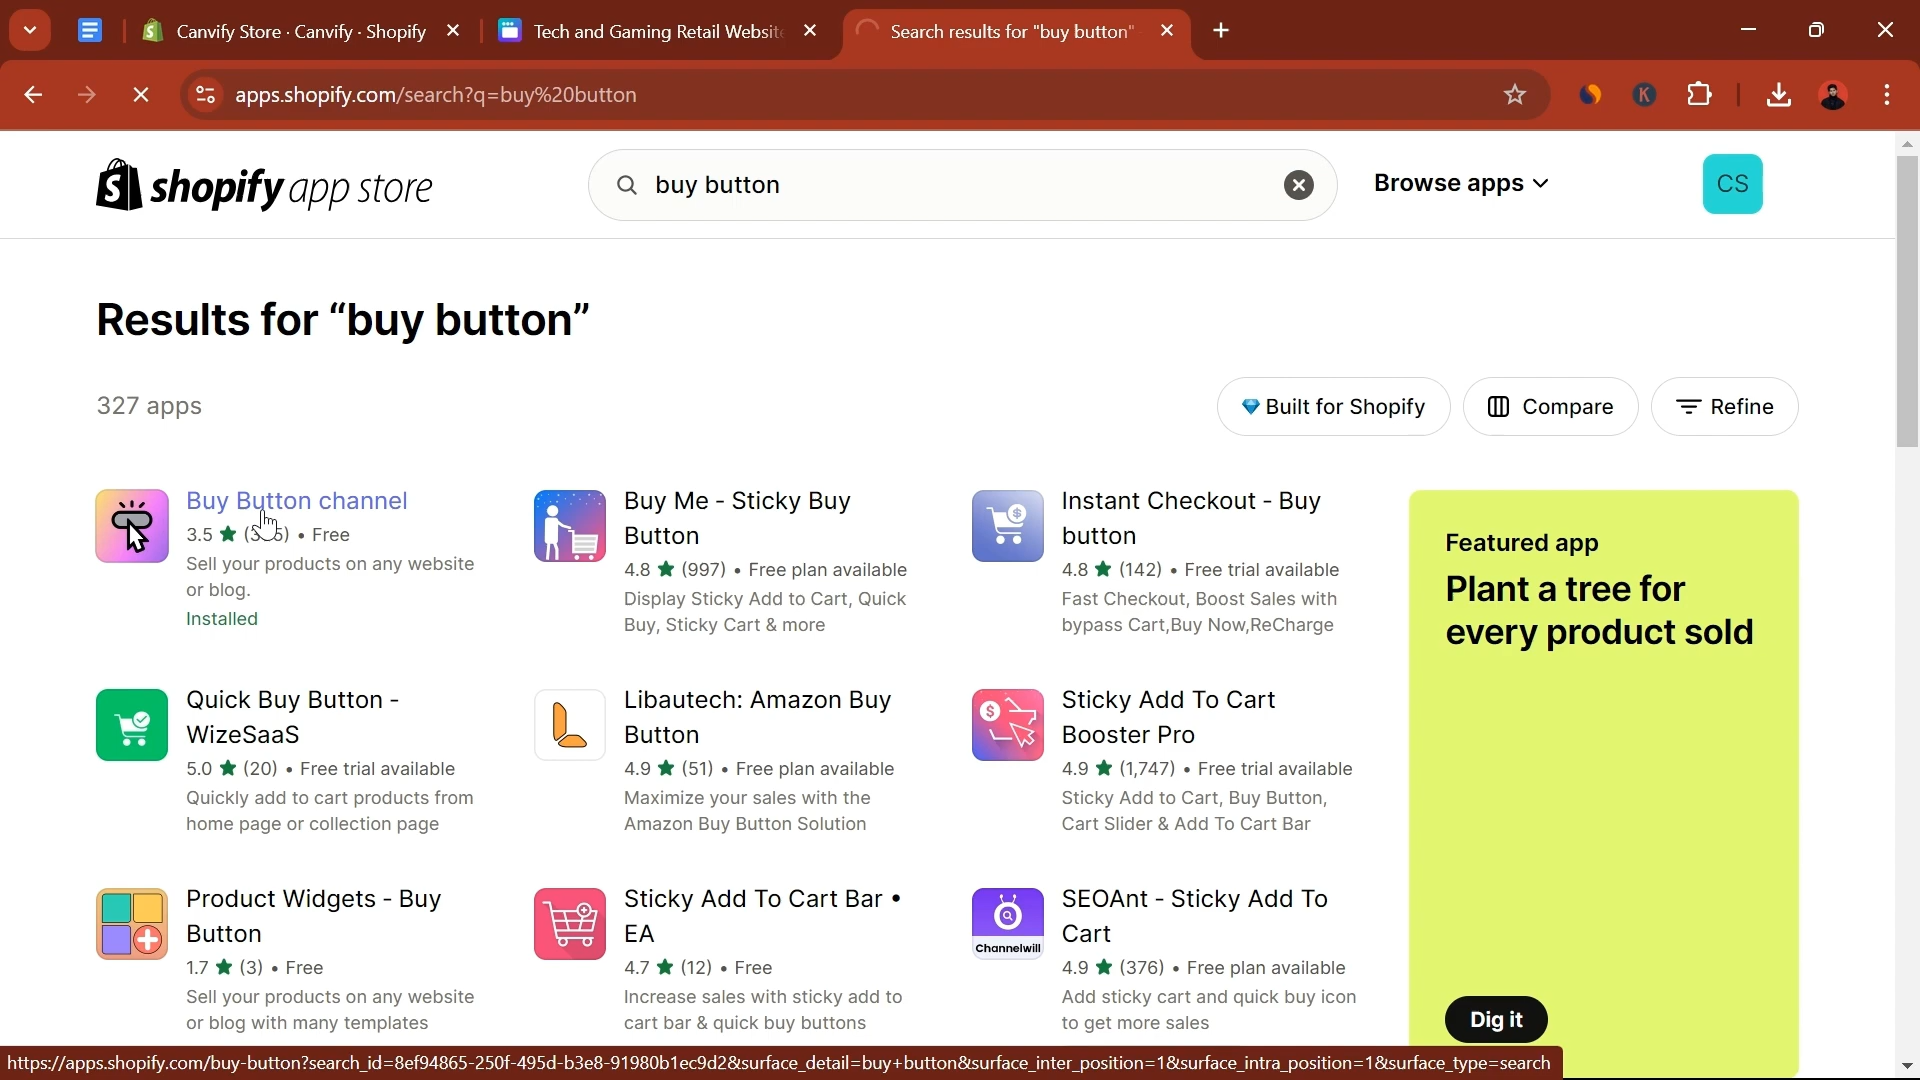 Canvify Store · Canvify · Shopify
Tech and Gaming Retail Websit
Search results for "buy button"
apps.shopify.com/search?q=buy%20button
K
shopify app store
buy button
Browse apps
CS
Results for “buy button”
327 apps
Built for Shopify
Compare
Refine
Buy Button channel
3.5 • Free
Sell your products on any website
or blog.
Installed
Buy Me - Sticky Buy
Button
4.8 ★ (997) • Free plan available
Display Sticky Add to Cart, Quick
Buy, Sticky Cart & more
Instant Checkout - Buy
button
4.8 ★ (142) • Free trial available
Fast Checkout, Boost Sales with
bypass Cart,Buy Now,ReCharge
Featured app
Plant a tree for
every product sold
Dig it
Quick Buy Button -
WizeSaaS
5.0 ★ (20) • Free trial available
Quickly add to cart products from
home page or collection page
Libautech: Amazon Buy
Button
4.9 ★ (51) • Free plan available
Maximize your sales with the
Amazon Buy Button Solution
Sticky Add To Cart
Booster Pro
4.9 ★ (1,747) • Free trial available
Sticky Add to Cart, Buy Button,
Cart Slider & Add To Cart Bar
Product Widgets - Buy
Button
1.7 ★ (3) • Free
Sell your products on any website
or blog with many templates
Sticky Add To Cart Bar •
EA
4.7 ★ (12) • Free
Increase sales with sticky add to
cart bar & quick buy buttons
Channelwill
SEOAnt - Sticky Add To
Cart
4.9 ★ (376) • Free plan available
Add sticky cart and quick buy icon
to get more sales
https://apps.shopify.com/buy-button?search_id=8ef94865-250f-495d-b3e8-91980b1ec9d2&surface_detail=buy+button&surface_inter_position=1&surface_intra_position=1&surface_type=search